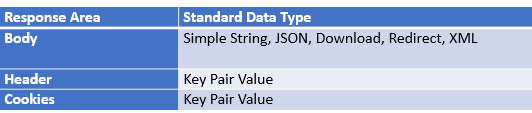 Response Area Standard Data Type
Body Simple String, JSON, Download, Redirect, XML
Header Key Pair Value
Cookies Key Pair Value